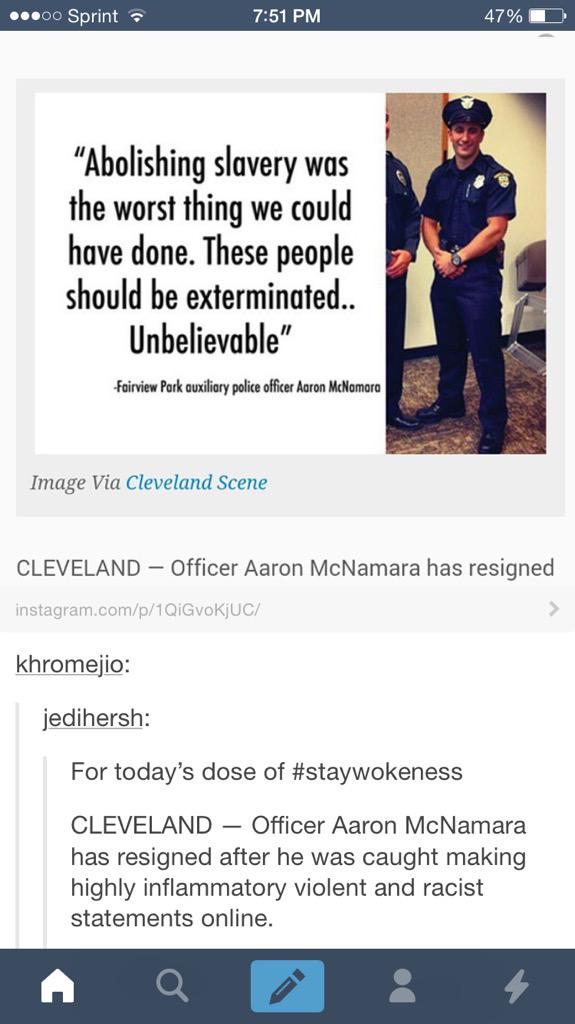 Sprint 7:51 PM 47%
“Abolishing slavery was
the worst thing we could
have done. These people
should be exterminated..
Unbelievable”
-Fairview Park auxiliary police officer Aaron McNamara
Image Via Cleveland Scene
CLEVELAND — Officer Aaron McNamara has resigned
instagram.com/p/1QiGvoKjUC/
khromejio:
jedihersh:
For today’s dose of #staywokeness
CLEVELAND — Officer Aaron McNamara
has resigned after he was caught making
highly inflammatory violent and racist
statements online.